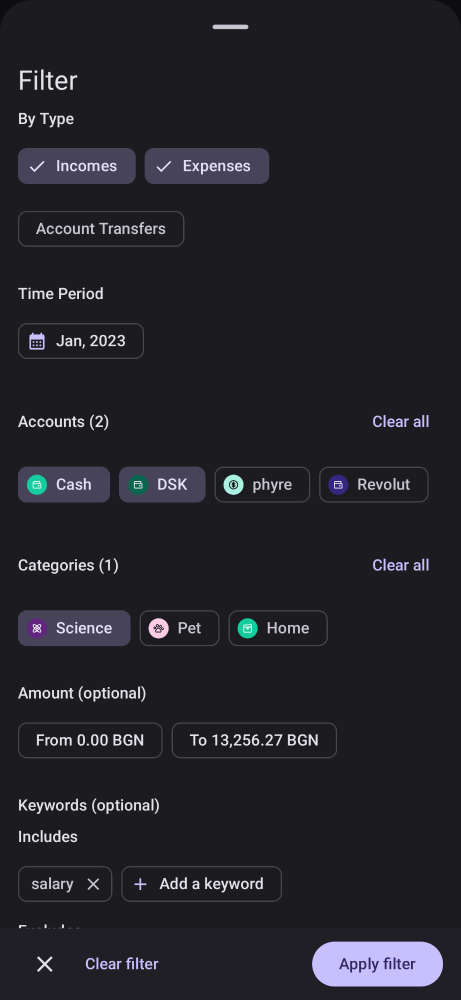 Filter
By Type
Incomes Expenses
Account Transfers
Time Period
Jan, 2023
Accounts (2) Clear all
Cash DSK phyre Revolut
Categories (1) Clear all
Science Pet Home
Amount (optional)
From 0.00 BGN To 13,256.27 BGN
Keywords (optional)
Includes
salary Add a keyword
Clear filter Apply filter